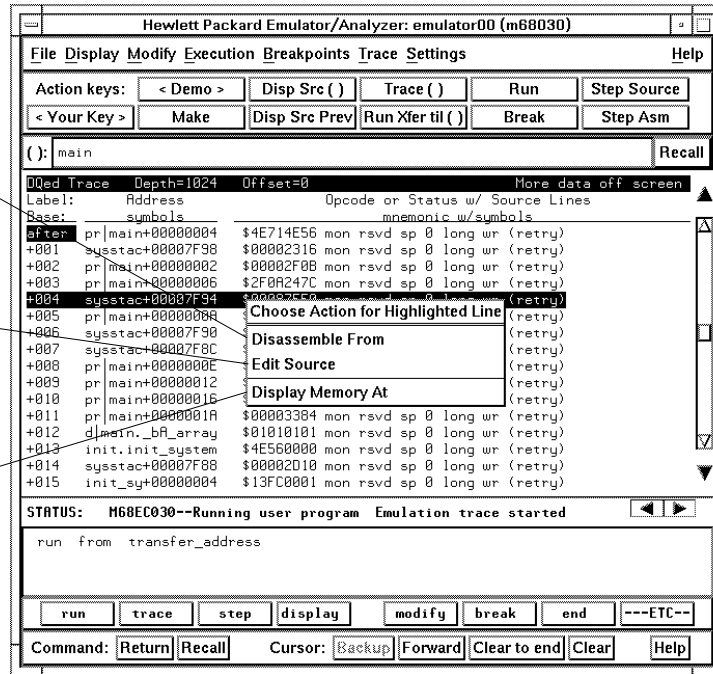 Hewlett Packard Emulator/Analyzer: emulator00 (m68030)
File Display Modify Execution Breakpoints Trace Settings Help
Action keys: < Demo > Disp Src ( ) Trace ( ) Run Step Source
< Your Key > Make Disp Src Prev Run Xfer til ( ) Break Step Asm
( ): main Recall
DQed Trace Depth=1024 Offset=0 More data off screen
Label: Address Opcode or Status w/ Source Lines
Base: symbols mnemonic w/symbols
after pr|main+00000004 $4E714E56 mon rsvd sp 0 long wr (retry)
+001 sysstac+00007F98 $00002316 mon rsvd sp 0 long wr (retry)
+002 pr|main+00000002 $00002F0B mon rsvd sp 0 long wr (retry)
+003 pr|main+00000006 $2F0A247C mon rsvd sp 0 long wr (retry)
+004 sysstac+00007F94 (retry)
Choose Action for Highlighted Line
+005 pr|main+0000000A (retry)
+006 sysstac+00007F90 (retry)
Disassemble From
+007 sysstac+00007F8C (retry)
Edit Source
+008 pr|main+0000000E (retry)
+009 pr|main+00000012 (retry)
Display Memory At
+010 pr|main+00000016 (retry)
+011 pr|main+0000001A $00003384 mon rsvd sp 0 long wr (retry)
+012 d|main._bA_array $01010101 mon rsvd sp 0 long wr (retry)
+013 init.init_system $4E560000 mon rsvd sp 0 long wr (retry)
+014 sysstac+00007F88 $00002D10 mon rsvd sp 0 long wr (retry)
+015 init_sy+00000004 $13FC0001 mon rsvd sp 0 long wr (retry)
STATUS: M68EC030--Running user program Emulation trace started
run from transfer_address
run trace step display modify break end ---ETC--
Command: Return Recall Cursor: Backup Forward Clear to end Clear Help